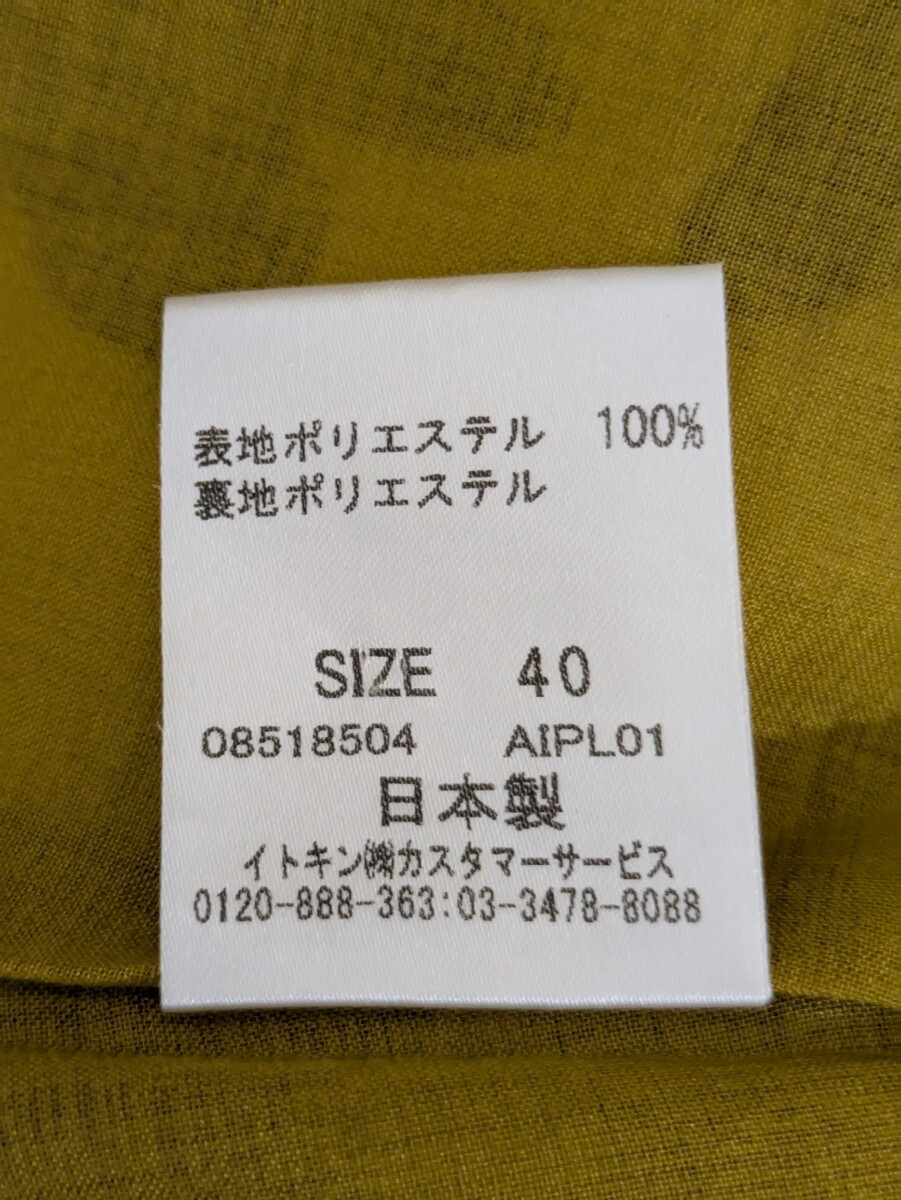 表地ポリエステル 100%
裏地ポリエステル
SIZE 40
08518504 AIPL01
日本製
イトキン㈱カスタマーサービス
0120-888-363:03-3478-8088